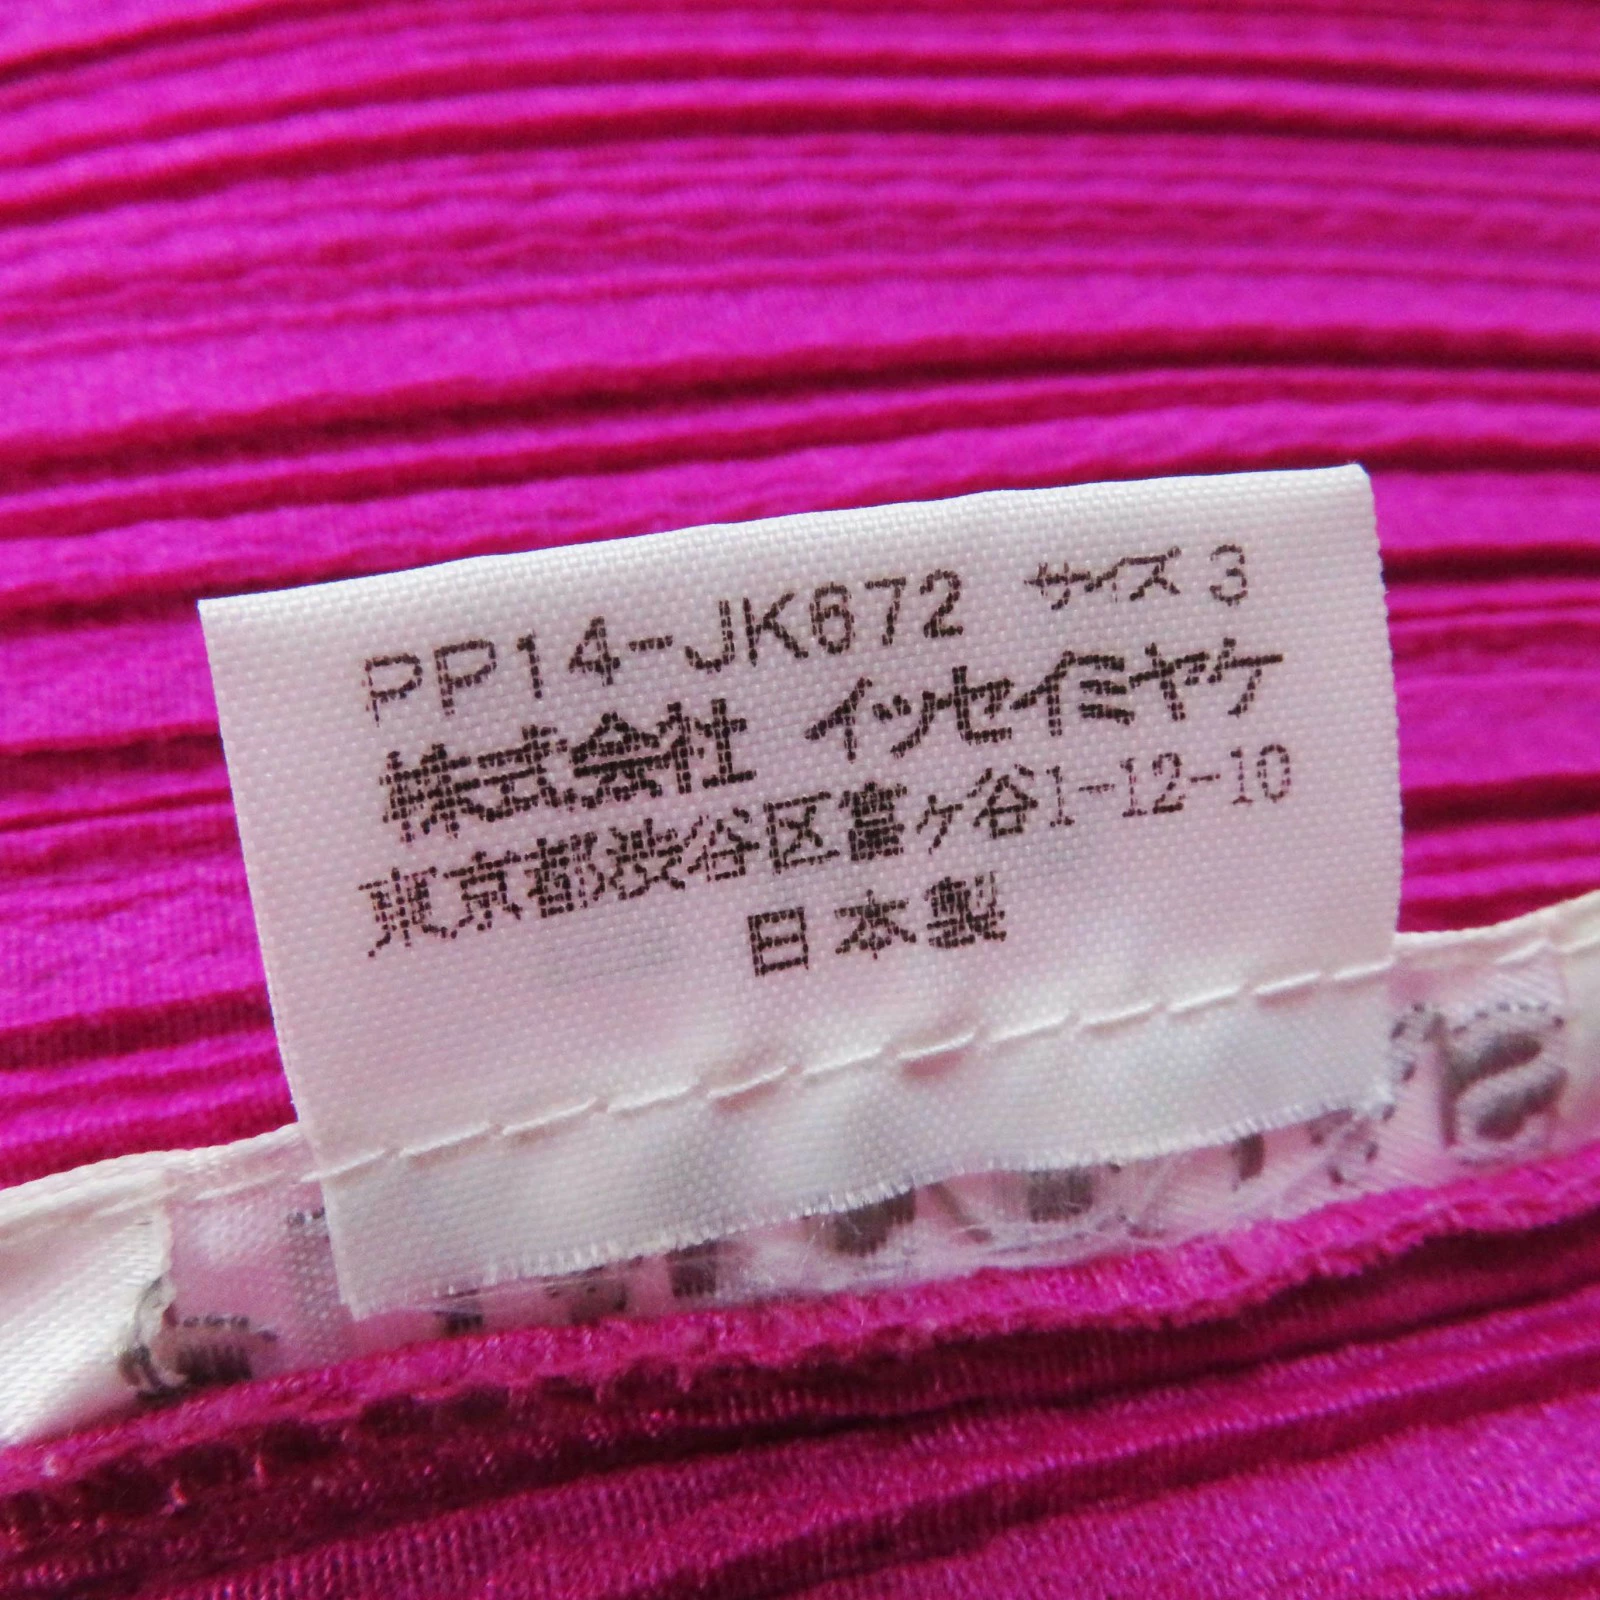 PP14-JK672 サイズ 3
株式会社 イッセイミヤケ
東京都渋谷区富ヶ谷1-12-10
日本製